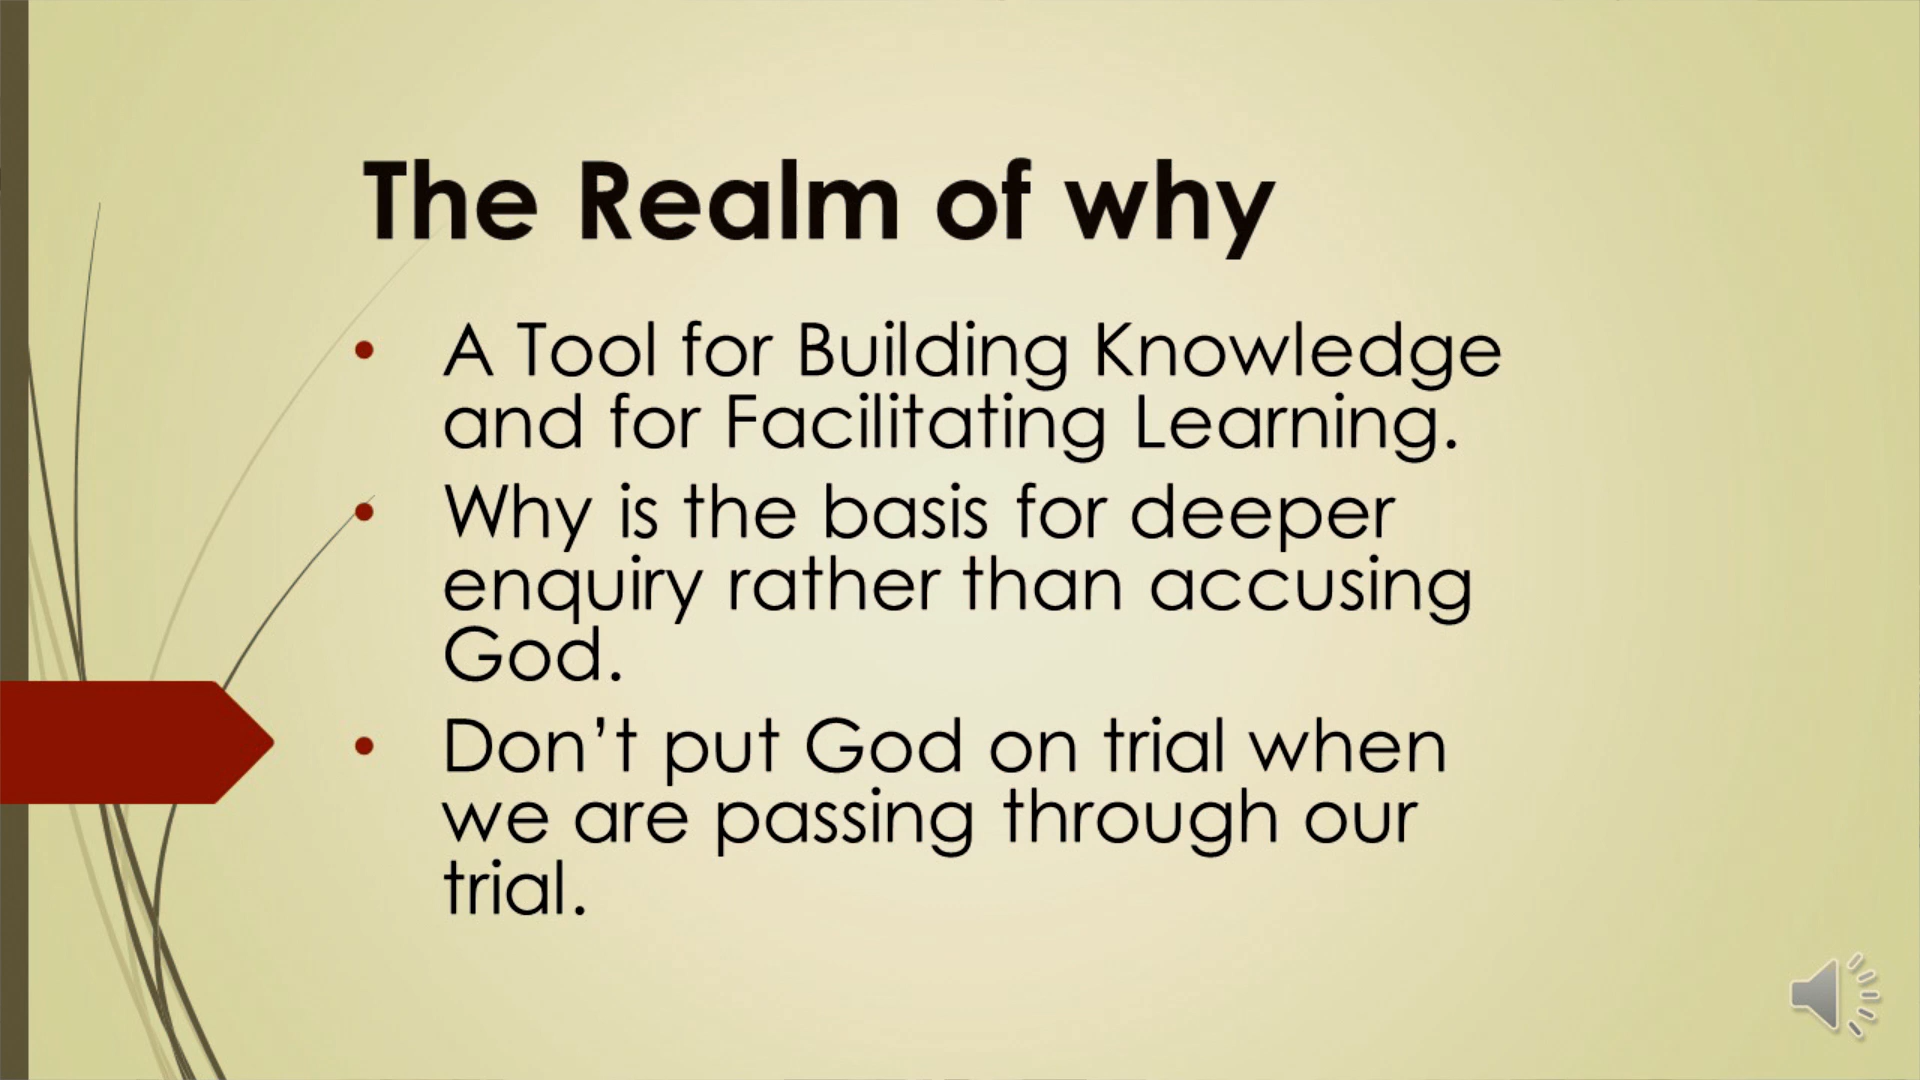 The Realm of why
• A Tool for Building Knowledge
and for Facilitating Learning.
• Why is the basis for deeper
enquiry rather than accusing
God.
• Don’t put God on trial when
we are passing through our
trial.